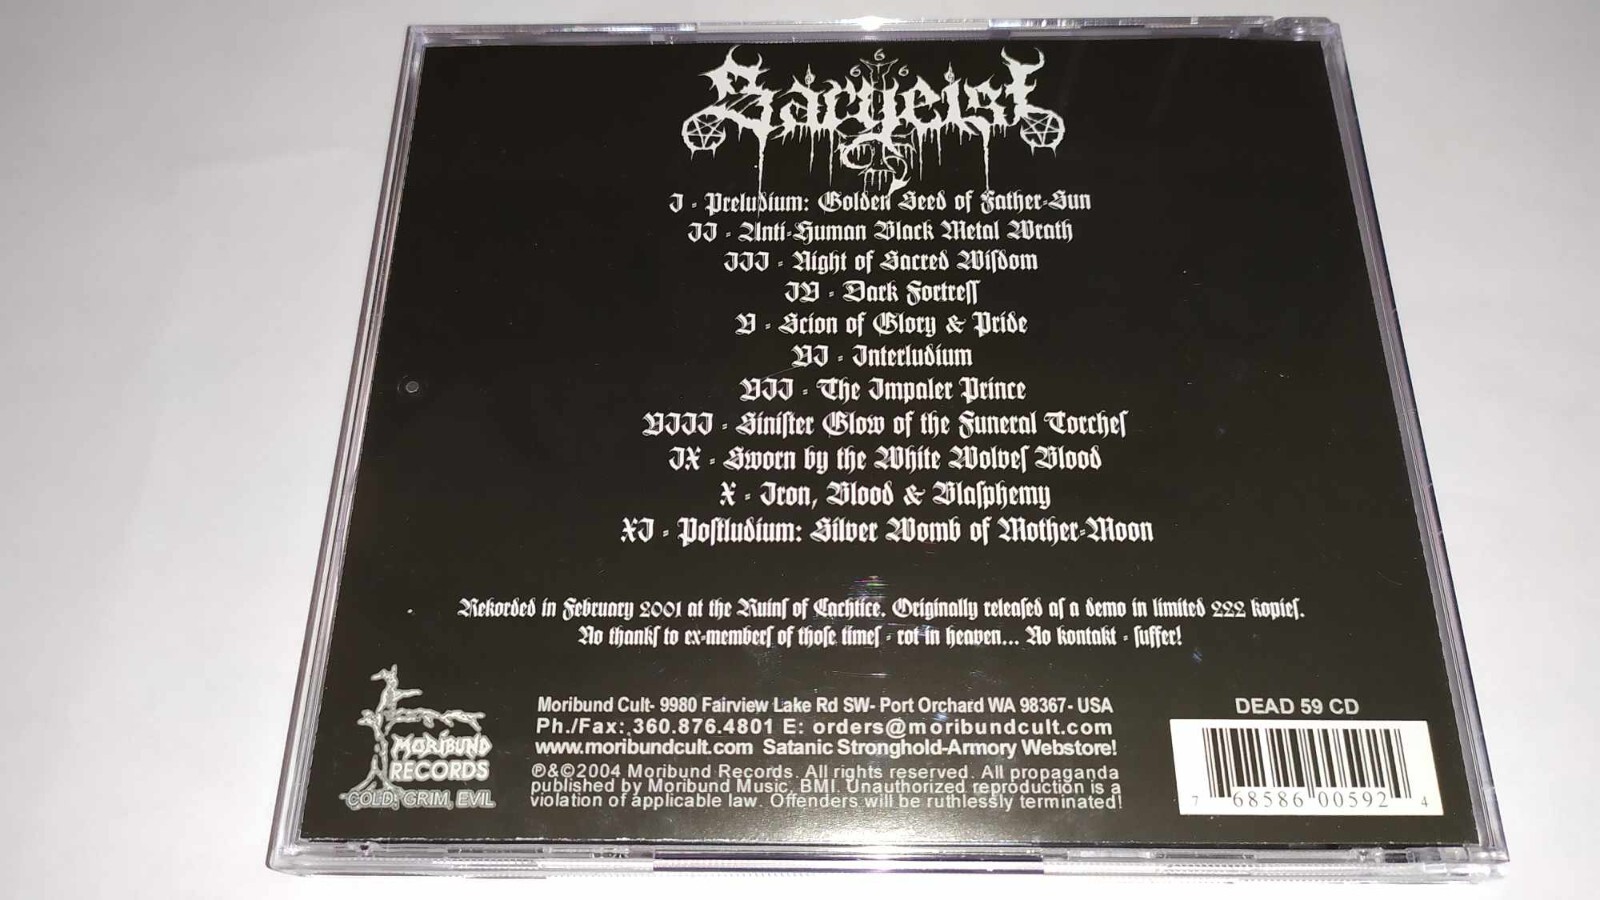 6 6 6
Sargeist
I - Preludium: Golden Seed of Father-Sun
II - Anti-Human Black Metal Wrath
III - Night of Sacred Wiſdom
IV - Dark Fortreſſ
V - Scion of Glory & Pride
VI - Interludium
VII - The Impaler Prince
VIII - Siniſter Glow of the Funeral Torcheſ
IX - Sworn by the White Wolveſ Blood
X - Iron, Blood & Blaſphemy
XI - Poſtludium: Silver Womb of Mother-Moon
Rekorded in February 2001 at the Ruinſ of Cachtice. Originally releaſed aſ a demo in limited 222 kopieſ.
No thankſ to ex-memberſ of thoſe timeſ - rot in heaven... No kontakt - ſuffer!
MORIBUND
RECORDS
COLD, GRIM, EVIL
Moribund Cult- 9980 Fairview Lake Rd SW- Port Orchard WA 98367- USA
Ph./Fax: 360.876.4801 E: orders@moribundcult.com
www.moribundcult.com Satanic Stronghold-Armory Webstore!
℗&©2004 Moribund Records. All rights reserved. All propaganda
published by Moribund Music, BMI. Unauthorized reproduction is a
violation of applicable law. Offenders will be ruthlessly terminated!
DEAD 59 CD
7 68586 00592 4